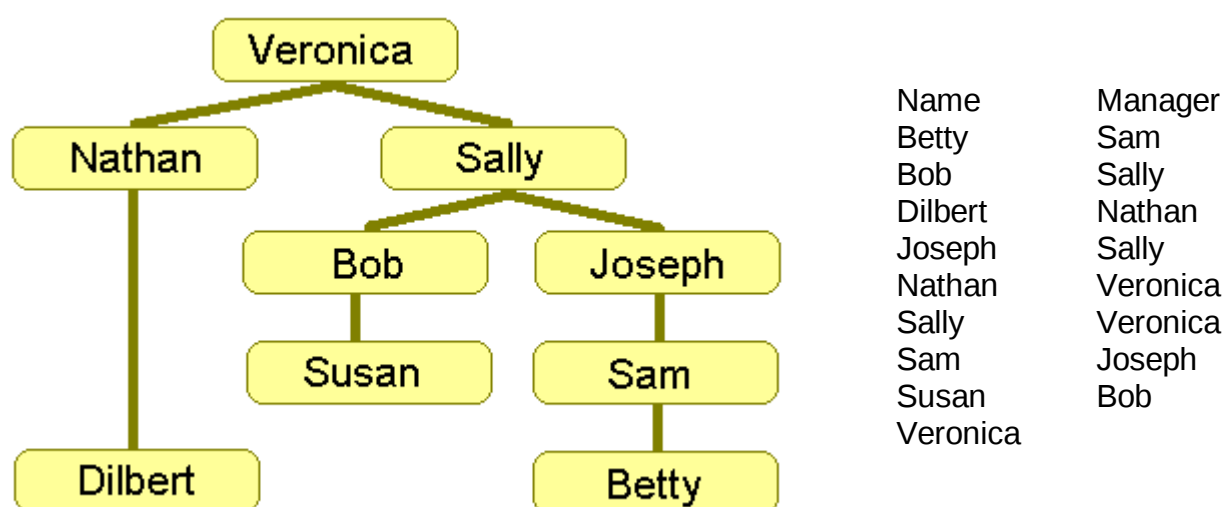 Veronica
Nathan Sally
Bob Joseph
Susan Sam
Dilbert Betty
Name Manager
Betty Sam
Bob Sally
Dilbert Nathan
Joseph Sally
Nathan Veronica
Sally Veronica
Sam Joseph
Susan Bob
Veronica